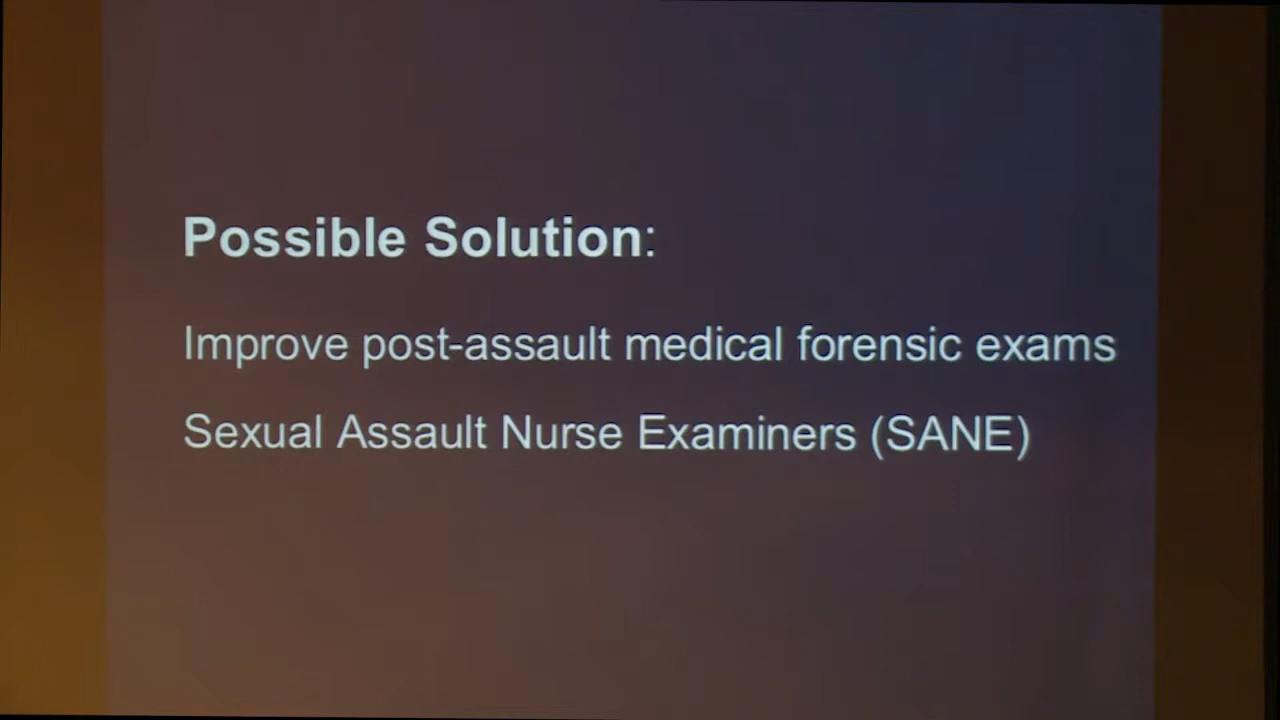 Possible Solution:
Improve post-assault medical forensic exams
Sexual Assault Nurse Examiners (SANE)